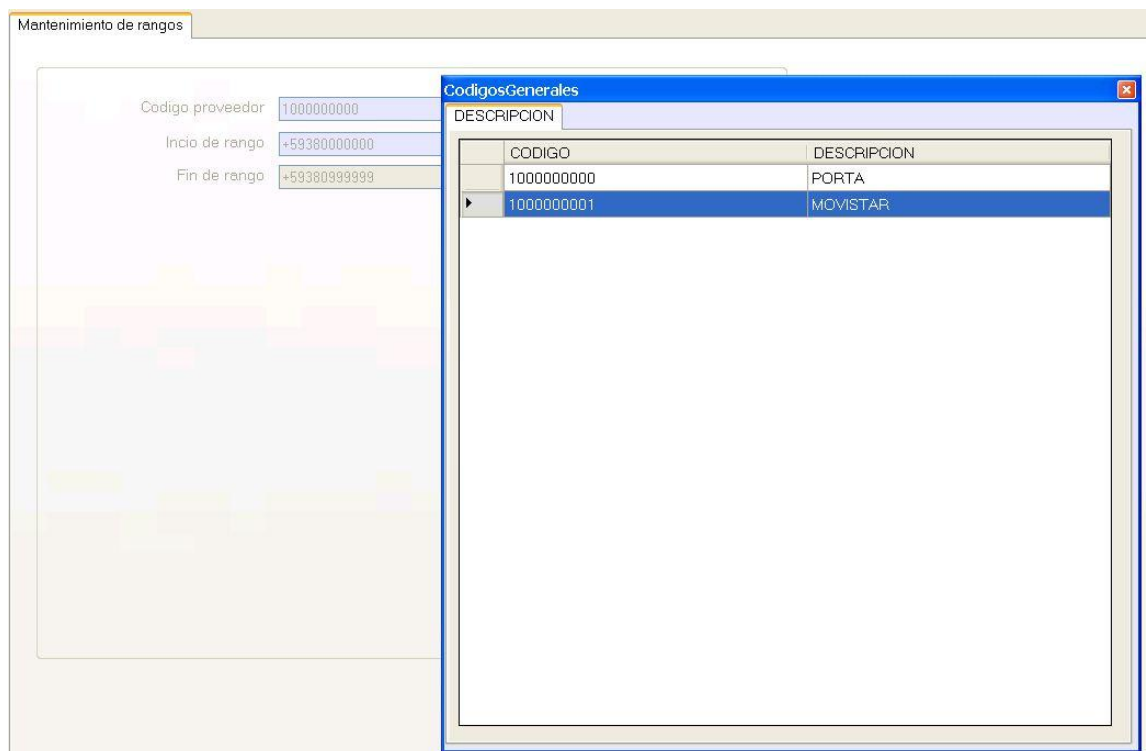 Mantenimiento de rangos
Codigo proveedor 1000000000
Incio de rango +59380000000
Fin de rango +59380999999
CodigosGenerales
DESCRIPCION
CODIGO DESCRIPCION
1000000000 PORTA
1000000001 MOVISTAR